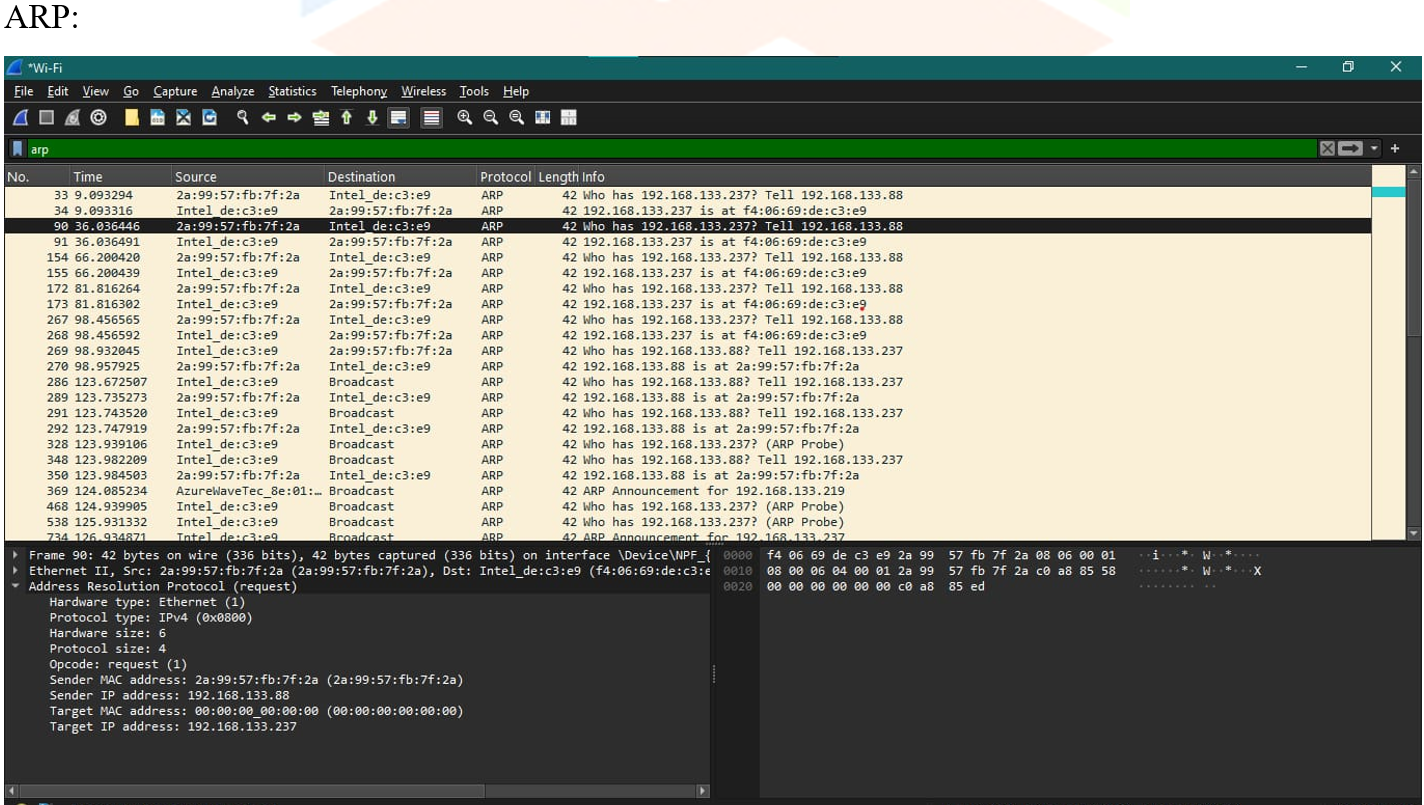 ARP:
*Wi-Fi
File Edit View Go Capture Analyze Statistics Telephony Wireless Tools Help
arp
No. Time Source Destination Protocol Length Info
33 9.093294 2a:99:57:fb:7f:2a Intel_de:c3:e9 ARP 42 Who has 192.168.133.237? Tell 192.168.133.88
34 9.093316 Intel_de:c3:e9 2a:99:57:fb:7f:2a ARP 42 192.168.133.237 is at f4:06:69:de:c3:e9
90 36.036446 2a:99:57:fb:7f:2a Intel_de:c3:e9 ARP 42 Who has 192.168.133.237? Tell 192.168.133.88
91 36.036491 Intel_de:c3:e9 2a:99:57:fb:7f:2a ARP 42 192.168.133.237 is at f4:06:69:de:c3:e9
154 66.200420 2a:99:57:fb:7f:2a Intel_de:c3:e9 ARP 42 Who has 192.168.133.237? Tell 192.168.133.88
155 66.200439 Intel_de:c3:e9 2a:99:57:fb:7f:2a ARP 42 192.168.133.237 is at f4:06:69:de:c3:e9
172 81.816264 2a:99:57:fb:7f:2a Intel_de:c3:e9 ARP 42 Who has 192.168.133.237? Tell 192.168.133.88
173 81.816302 Intel_de:c3:e9 2a:99:57:fb:7f:2a ARP 42 192.168.133.237 is at f4:06:69:de:c3:e9
267 98.456565 2a:99:57:fb:7f:2a Intel_de:c3:e9 ARP 42 Who has 192.168.133.237? Tell 192.168.133.88
268 98.456592 Intel_de:c3:e9 2a:99:57:fb:7f:2a ARP 42 192.168.133.237 is at f4:06:69:de:c3:e9
269 98.932045 Intel_de:c3:e9 2a:99:57:fb:7f:2a ARP 42 Who has 192.168.133.88? Tell 192.168.133.237
270 98.957925 2a:99:57:fb:7f:2a Intel_de:c3:e9 ARP 42 192.168.133.88 is at 2a:99:57:fb:7f:2a
286 123.672507 Intel_de:c3:e9 Broadcast ARP 42 Who has 192.168.133.88? Tell 192.168.133.237
289 123.735273 2a:99:57:fb:7f:2a Intel_de:c3:e9 ARP 42 192.168.133.88 is at 2a:99:57:fb:7f:2a
291 123.743520 Intel_de:c3:e9 Broadcast ARP 42 Who has 192.168.133.88? Tell 192.168.133.237
292 123.747919 2a:99:57:fb:7f:2a Intel_de:c3:e9 ARP 42 192.168.133.88 is at 2a:99:57:fb:7f:2a
328 123.939106 Intel_de:c3:e9 Broadcast ARP 42 Who has 192.168.133.237? (ARP Probe)
348 123.982209 Intel_de:c3:e9 Broadcast ARP 42 Who has 192.168.133.88? Tell 192.168.133.237
350 123.984503 2a:99:57:fb:7f:2a Intel_de:c3:e9 ARP 42 192.168.133.88 is at 2a:99:57:fb:7f:2a
369 124.085234 AzureWaveTec_8e:01:… Broadcast ARP 42 ARP Announcement for 192.168.133.219
468 124.939905 Intel_de:c3:e9 Broadcast ARP 42 Who has 192.168.133.237? (ARP Probe)
538 125.931332 Intel_de:c3:e9 Broadcast ARP 42 Who has 192.168.133.237? (ARP Probe)
734 126.934871 Intel_de:c3:e9 Broadcast ARP 42 ARP Announcement for 192.168.133.237
Frame 90: 42 bytes on wire (336 bits), 42 bytes captured (336 bits) on interface \Device\NPF_{
Ethernet II, Src: 2a:99:57:fb:7f:2a (2a:99:57:fb:7f:2a), Dst: Intel_de:c3:e9 (f4:06:69:de:c3:e
Address Resolution Protocol (request)
Hardware type: Ethernet (1)
Protocol type: IPv4 (0x0800)
Hardware size: 6
Protocol size: 4
Opcode: request (1)
Sender MAC address: 2a:99:57:fb:7f:2a (2a:99:57:fb:7f:2a)
Sender IP address: 192.168.133.88
Target MAC address: 00:00:00_00:00:00 (00:00:00:00:00:00)
Target IP address: 192.168.133.237
0000 f4 06 69 de c3 e9 2a 99 57 fb 7f 2a 08 06 00 01 ··i···*· W··*····
0010 08 00 06 04 00 01 2a 99 57 fb 7f 2a c0 a8 85 58 ······*· W··*···X
0020 00 00 00 00 00 00 c0 a8 85 ed ········ ··